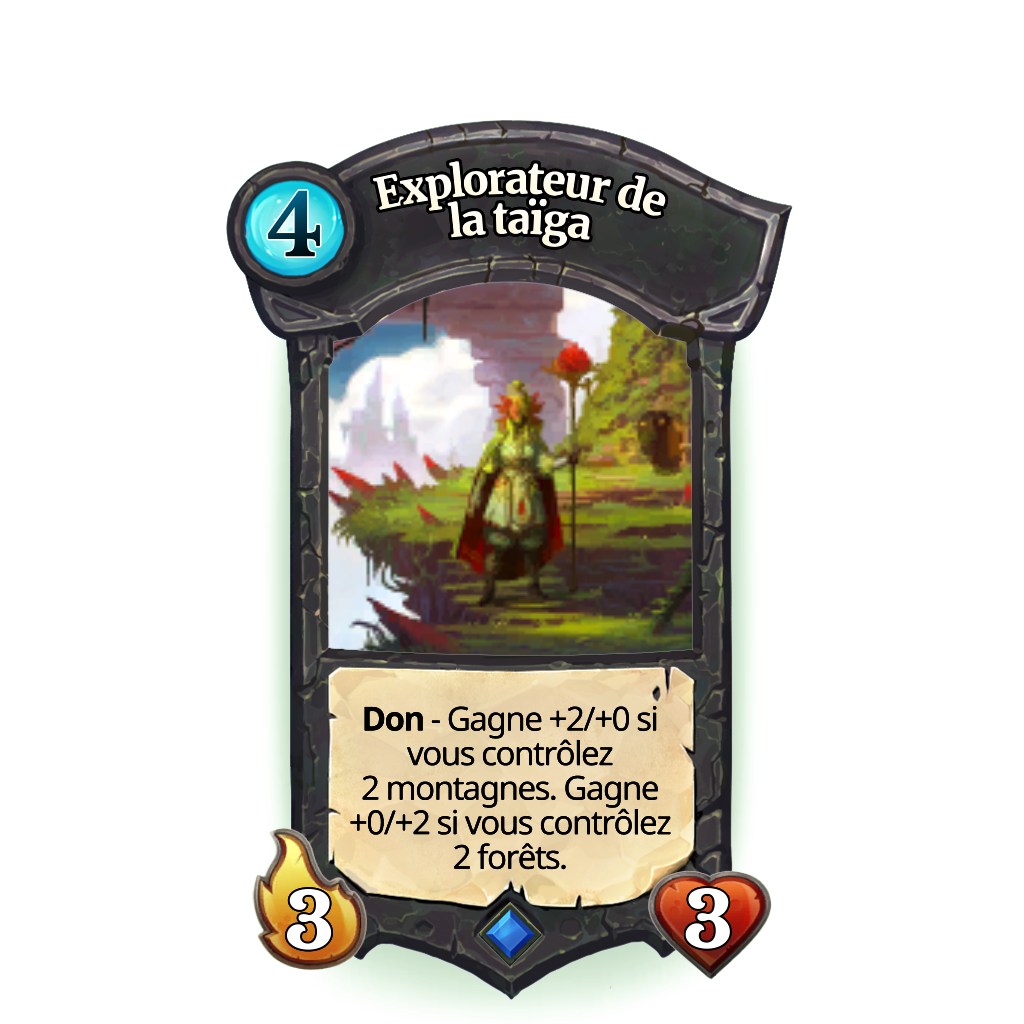 4
Explorateur de
la taïga
Don - Gagne +2/+0 si
vous contrôlez
2 montagnes. Gagne
+0/+2 si vous contrôlez
2 forêts.
3
3